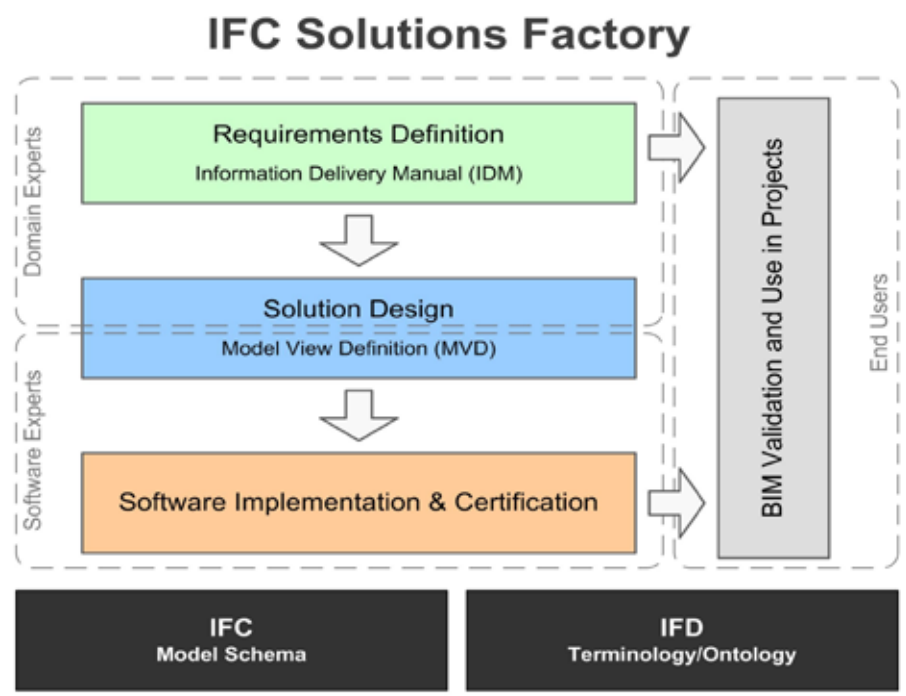 IFC Solutions Factory
Domain Experts
Requirements Definition
Information Delivery Manual (IDM)
Solution Design
Model View Definition (MVD)
Software Experts
Software Implementation & Certification
BIM Validation and Use in Projects
End Users
IFC
Model Schema
IFD
Terminology/Ontology